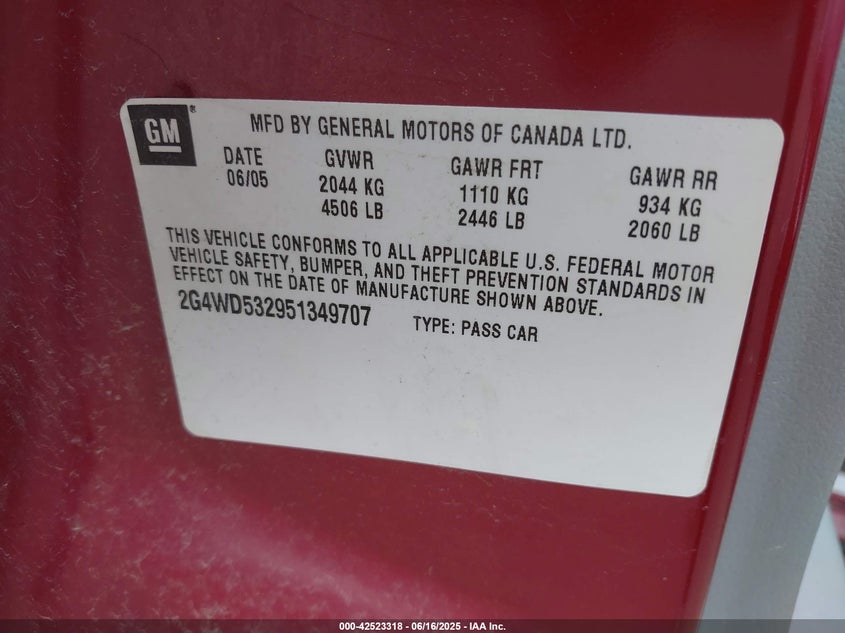 GM®
MFD BY GENERAL MOTORS OF CANADA LTD.
DATE GVWR GAWR FRT GAWR RR
06/05 2044 KG 1110 KG 934 KG
4506 LB 2446 LB 2060 LB
THIS VEHICLE CONFORMS TO ALL APPLICABLE U.S. FEDERAL MOTOR
VEHICLE SAFETY, BUMPER, AND THEFT PREVENTION STANDARDS IN
EFFECT ON THE DATE OF MANUFACTURE SHOWN ABOVE.
2G4WD532951349707 TYPE: PASS CAR
000-42523318 - 06/16/2025 - IAA Inc.